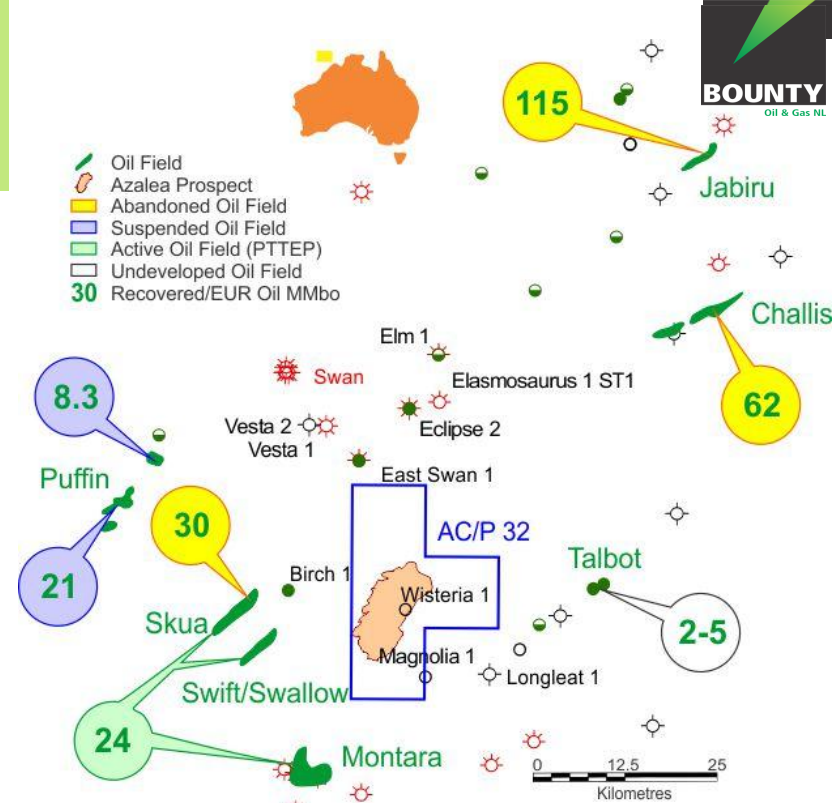 BOUNTY
Oil & Gas NL
115
Jabiru
Oil Field
Azalea Prospect
Abandoned Oil Field
Suspended Oil Field
Active Oil Field (PTTEP)
Undeveloped Oil Field
30 Recovered/EUR Oil MMbo
Challis
Elm 1
Swan
Elasmosaurus 1 ST1
8.3
62
Vesta 2
Eclipse 2
Vesta 1
East Swan 1
Puffin
30
AC/P 32
21
Birch 1
Talbot
Wisteria 1
Skua
2-5
Magnolia 1
Longleat 1
Swift/Swallow
24
Montara
0 12.5 25
Kilometres